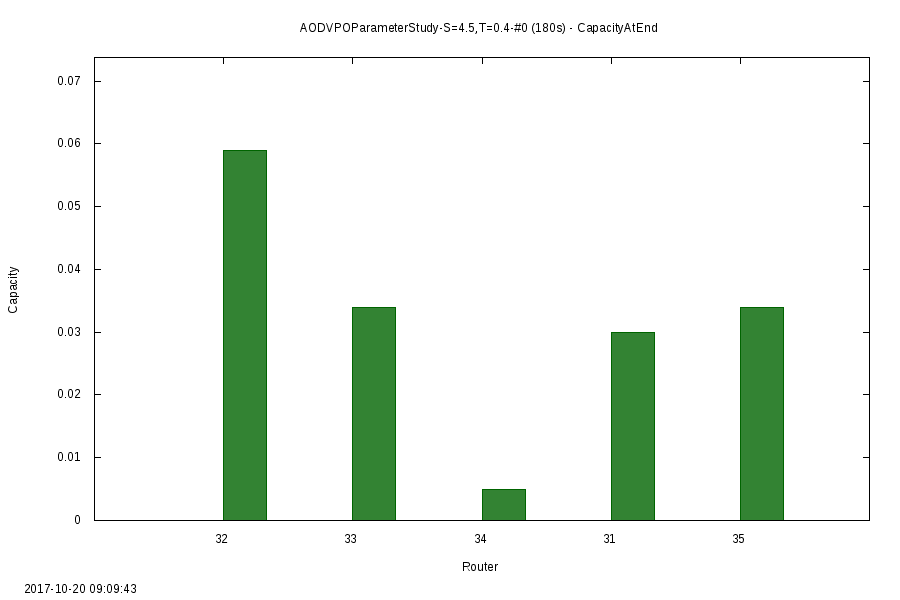 AODVPOParameterStudy-S=4.5,T=0.4-#0 (180s) - CapacityAtEnd
0.07
0.06
0.05
0.04
0.03
0.02
0.01
0
Capacity
32 33 34 31 35
Router
2017-10-20 09:09:43